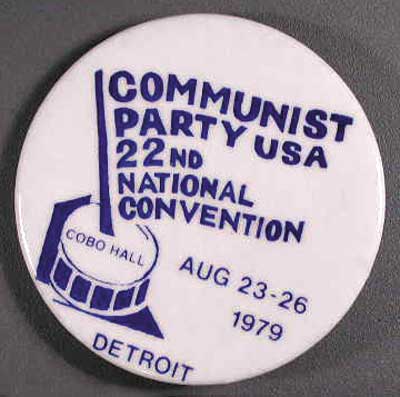 COMMUNIST
PARTY USA
22ND
NATIONAL
CONVENTION
COBO HALL
AUG 23-26
1979
DETROIT